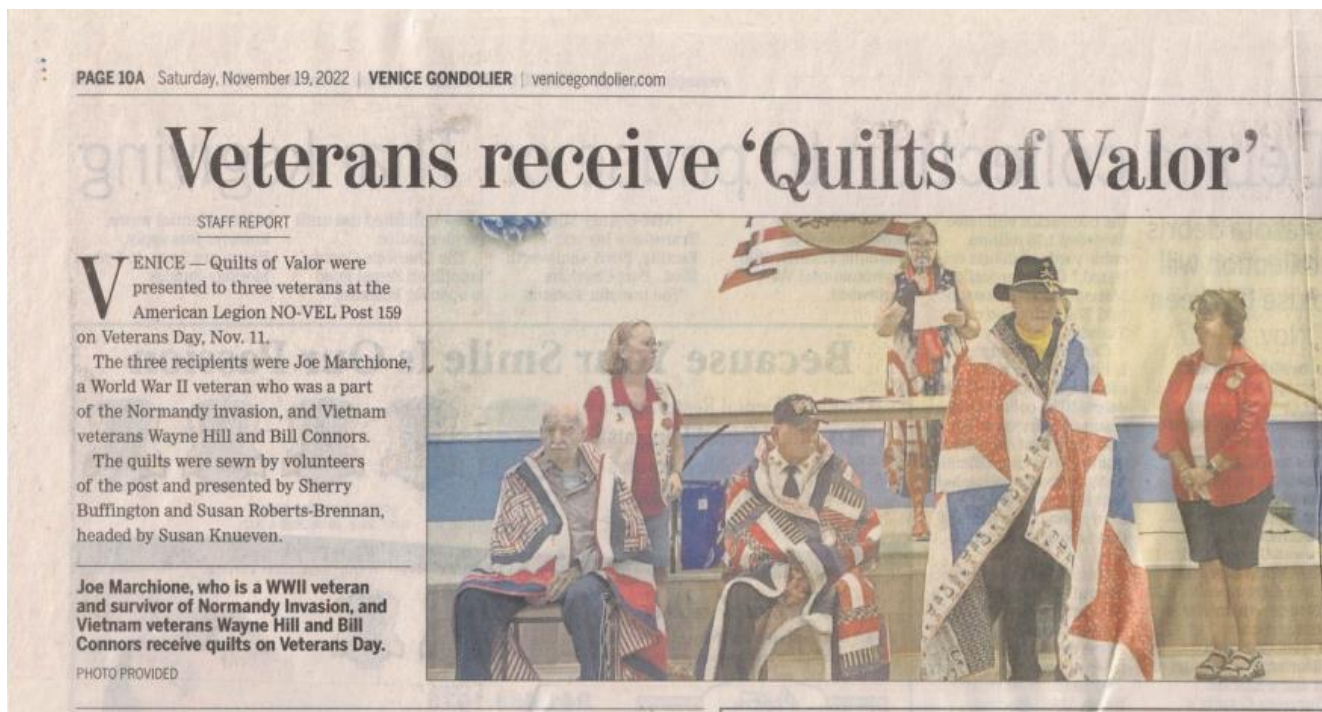 PAGE 10A Saturday, November 19, 2022 | VENICE GONDOLIER | venicegondolier.com
Veterans receive ‘Quilts of Valor’
STAFF REPORT
VENICE — Quilts of Valor were
presented to three veterans at the
American Legion NO-VEL Post 159
on Veterans Day, Nov. 11.
The three recipients were Joe Marchione,
a World War II veteran who was a part
of the Normandy invasion, and Vietnam
veterans Wayne Hill and Bill Connors.
The quilts were sewn by volunteers
of the post and presented by Sherry
Buffington and Susan Roberts-Brennan,
headed by Susan Knueven.
Joe Marchione, who is a WWII veteran
and survivor of Normandy Invasion, and
Vietnam veterans Wayne Hill and Bill
Connors receive quilts on Veterans Day.
PHOTO PROVIDED
Because Your Smile Is Our